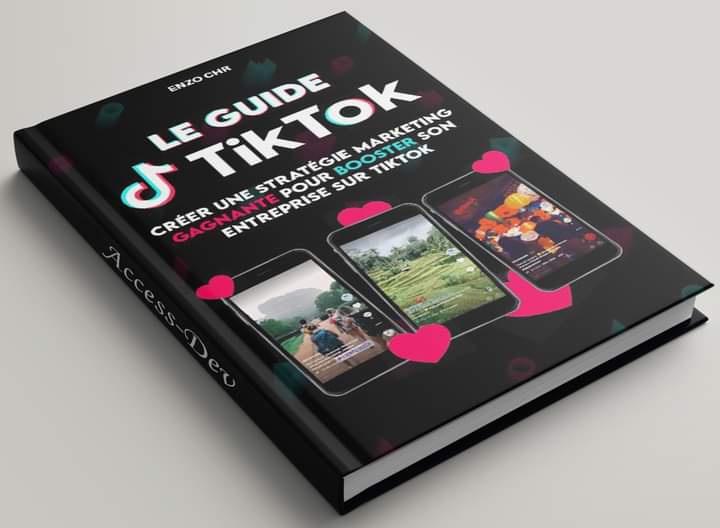 ENZO CHR
LE GUIDE
TikTok
CRÉER UNE STRATÉGIE MARKETING
GAGNANTE POUR BOOSTER SON
ENTREPRISE SUR TIKTOK
Access-Dev